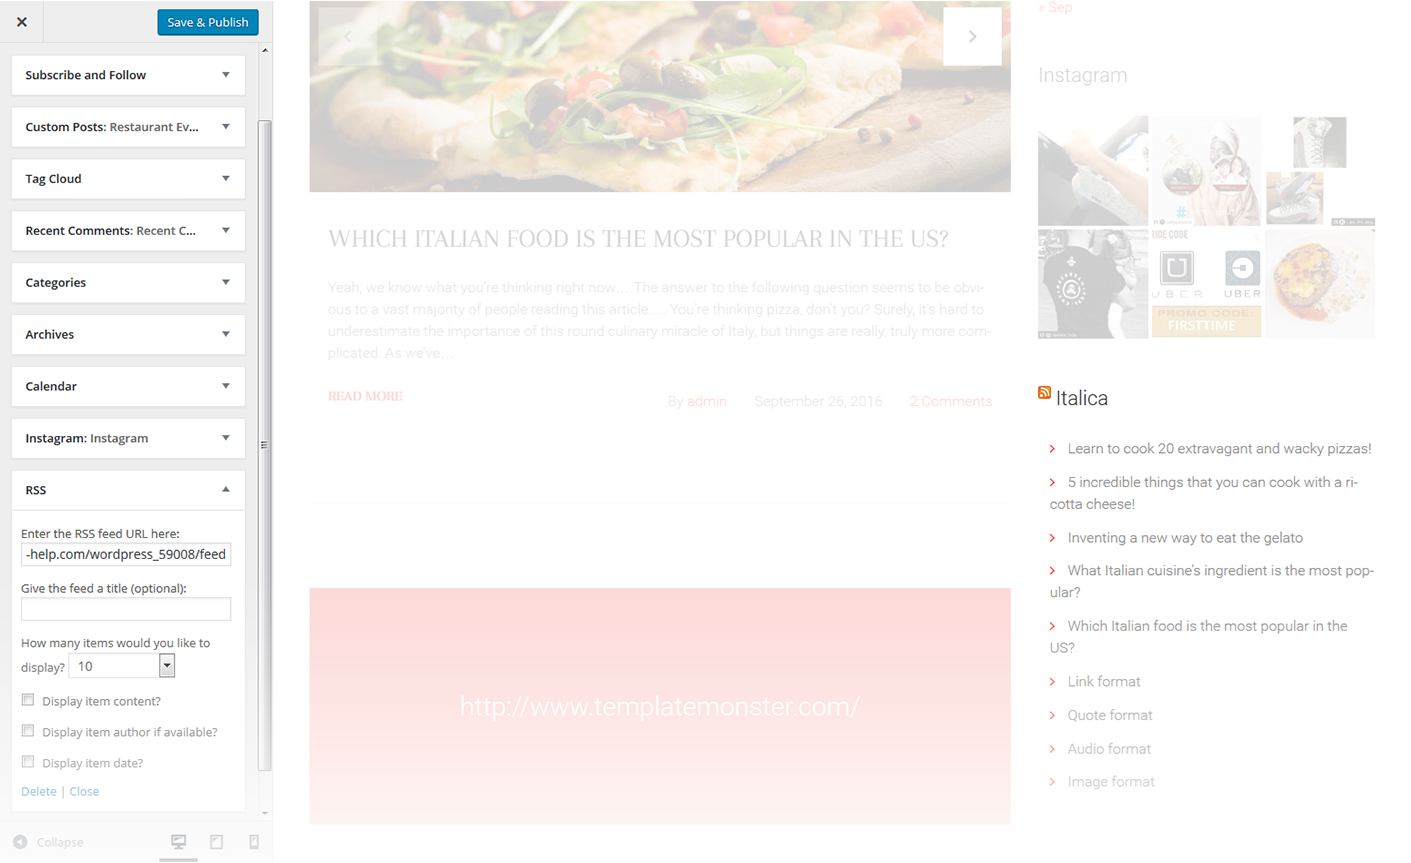 Save & Publish
Subscribe and Follow
Custom Posts: Restaurant Ev...
Tag Cloud
Recent Comments: Recent C...
Categories
Archives
Calendar
Instagram: Instagram
RSS
Enter the RSS feed URL here:
-help.com/wordpress_59008/feed
Give the feed a title (optional):
How many items would you like to
display? 10
Display item content?
Display item author if available?
Display item date?
Delete | Close
Collapse
WHICH ITALIAN FOOD IS THE MOST POPULAR IN THE US?
Yeah, we know what you're thinking right now… The answer to the following question seems to be obvi-
ous to a vast majority of people reading this article…. You're thinking pizza, don't you? Surely, it's hard to
underestimate the importance of this round culinary miracle of Italy, but things are really, truly more com-
plicated. As we've…
READ MORE
By admin
September 26, 2016
2 Comments
http://www.templatemonster.com/
« Sep
Instagram
#
RIDE CODE
UBER
UBER
PROMO CODE:
FIRSTTIME
Italica
Learn to cook 20 extravagant and wacky pizzas!
5 incredible things that you can cook with a ri-
cotta cheese!
Inventing a new way to eat the gelato
What Italian cuisine's ingredient is the most pop-
ular?
Which Italian food is the most popular in the
US?
Link format
Quote format
Audio format
Image format